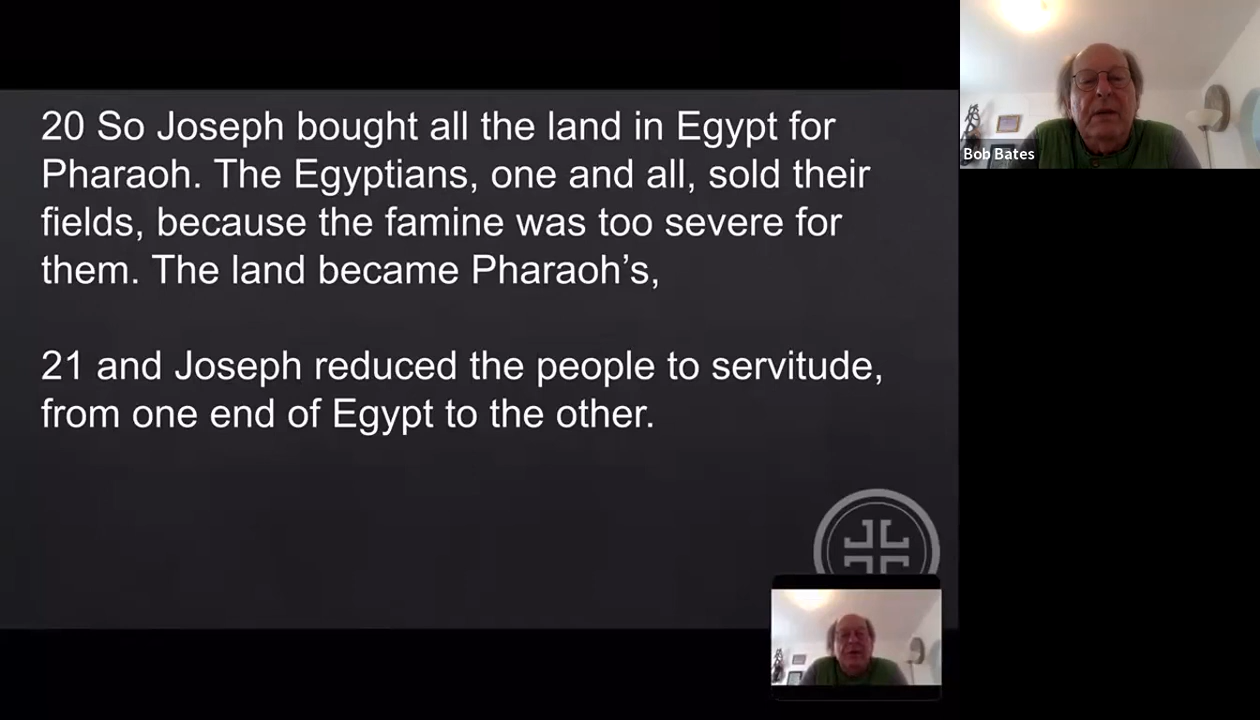 20 So Joseph bought all the land in Egypt for
Pharaoh. The Egyptians, one and all, sold their
fields, because the famine was too severe for
them. The land became Pharaoh’s,
21 and Joseph reduced the people to servitude,
from one end of Egypt to the other.
Bob Bates